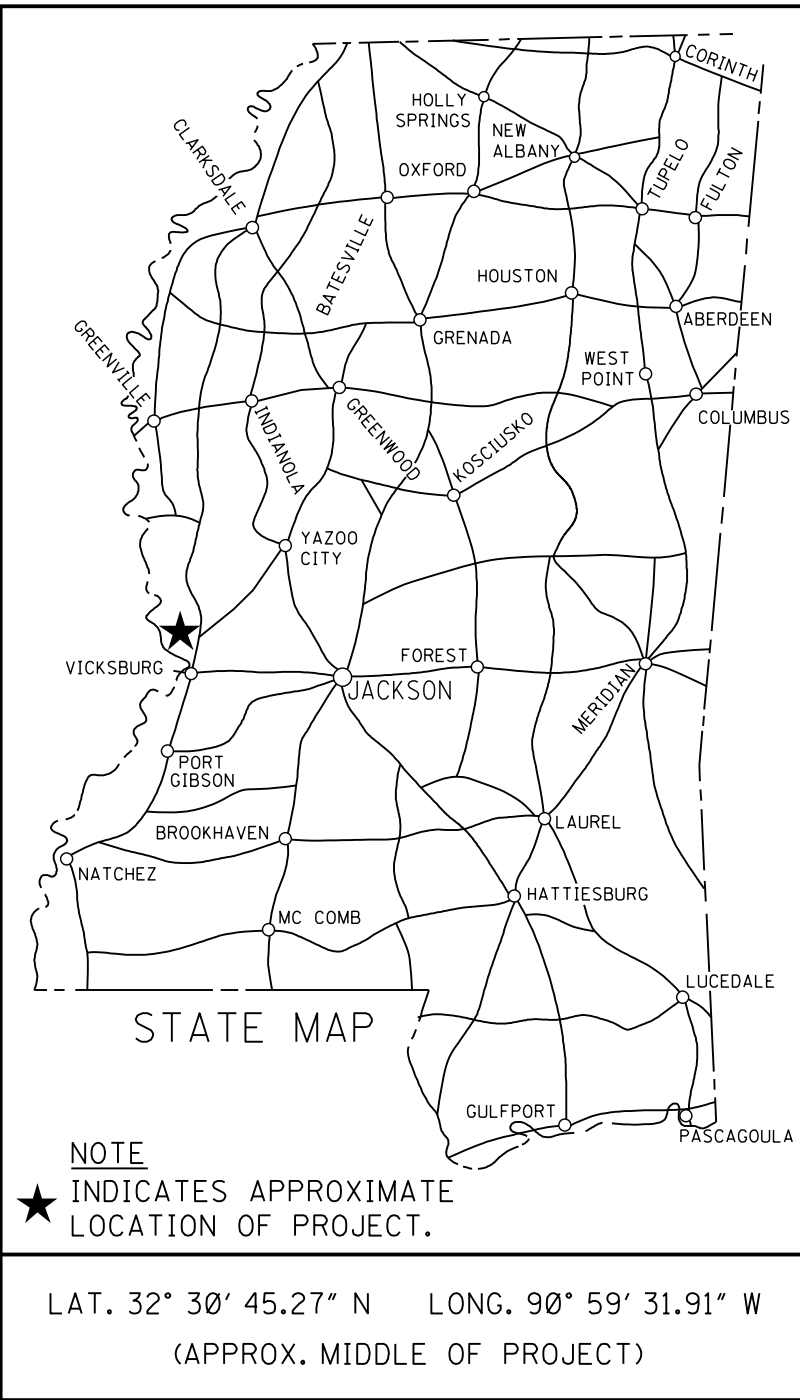 CORINTH
HOLLY
SPRINGS
NEW
ALBANY
CLARKSDALE
OXFORD
TUPELO
FULTON
BATESVILLE
HOUSTON
ABERDEEN
GRENADA
GREENVILLE
WEST
POINT
COLUMBUS
INDIANOLA
GREENWOOD
KOSCIUSKO
YAZOO
CITY
VICKSBURG
FOREST
JACKSON
MERIDIAN
PORT
GIBSON
BROOKHAVEN
LAUREL
NATCHEZ
HATTIESBURG
MC COMB
LUCEDALE
STATE MAP
GULFPORT
PASCAGOULA
NOTE
INDICATES APPROXIMATE
LOCATION OF PROJECT.
LAT. 32° 30' 45.27" N LONG. 90° 59' 31.91" W
(APPROX. MIDDLE OF PROJECT)